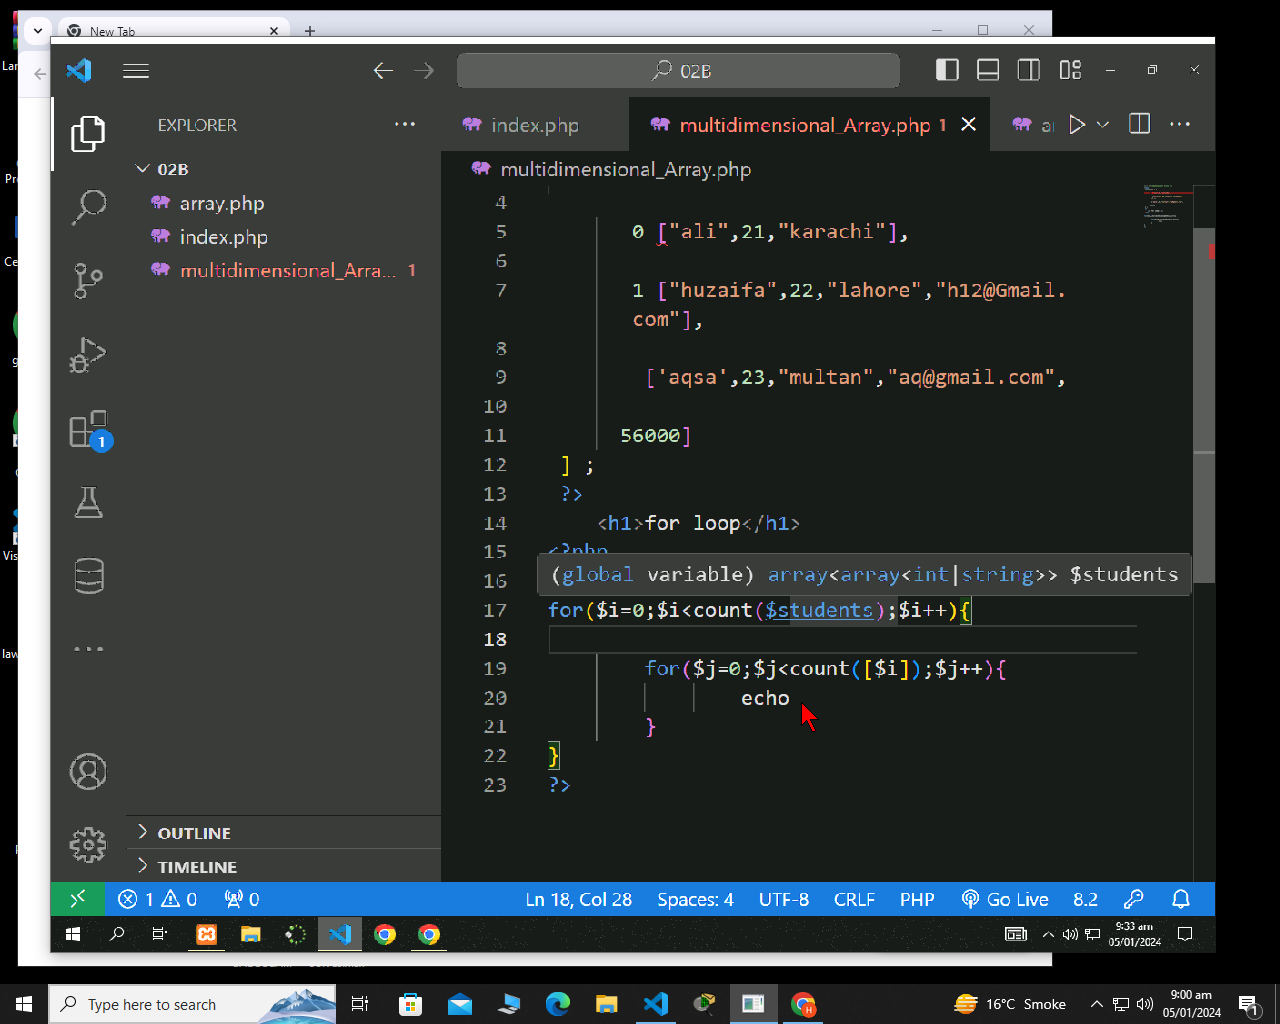 New Tab
02B
EXPLORER
index.php
multidimensional_Array.php 1
02B
multidimensional_Array.php
array.php
index.php
multidimensional_Arra... 1
4
5 0 ["ali",21,"karachi"],
6
7 1 ["huzaifa",22,"lahore","h12@Gmail.
com"],
8
9 ['aqsa',23,"multan","aq@gmail.com",
10
11 56000]
12 ] ;
13 ?>
14 <h1>for loop</h1>
15 <?php
16
(global variable) array<array<int|string>> $students
17 for($i=0;$i<count($students);$i++){
18
19 for($j=0;$j<count([$i]);$j++){
20 echo
21 }
22 }
23 ?>
1
OUTLINE
TIMELINE
1 0 0
Ln 18, Col 28 Spaces: 4 UTF-8 CRLF PHP Go Live 8.2
9:33 am
05/01/2024
Type here to search
16°C Smoke
9:00 am
05/01/2024
1